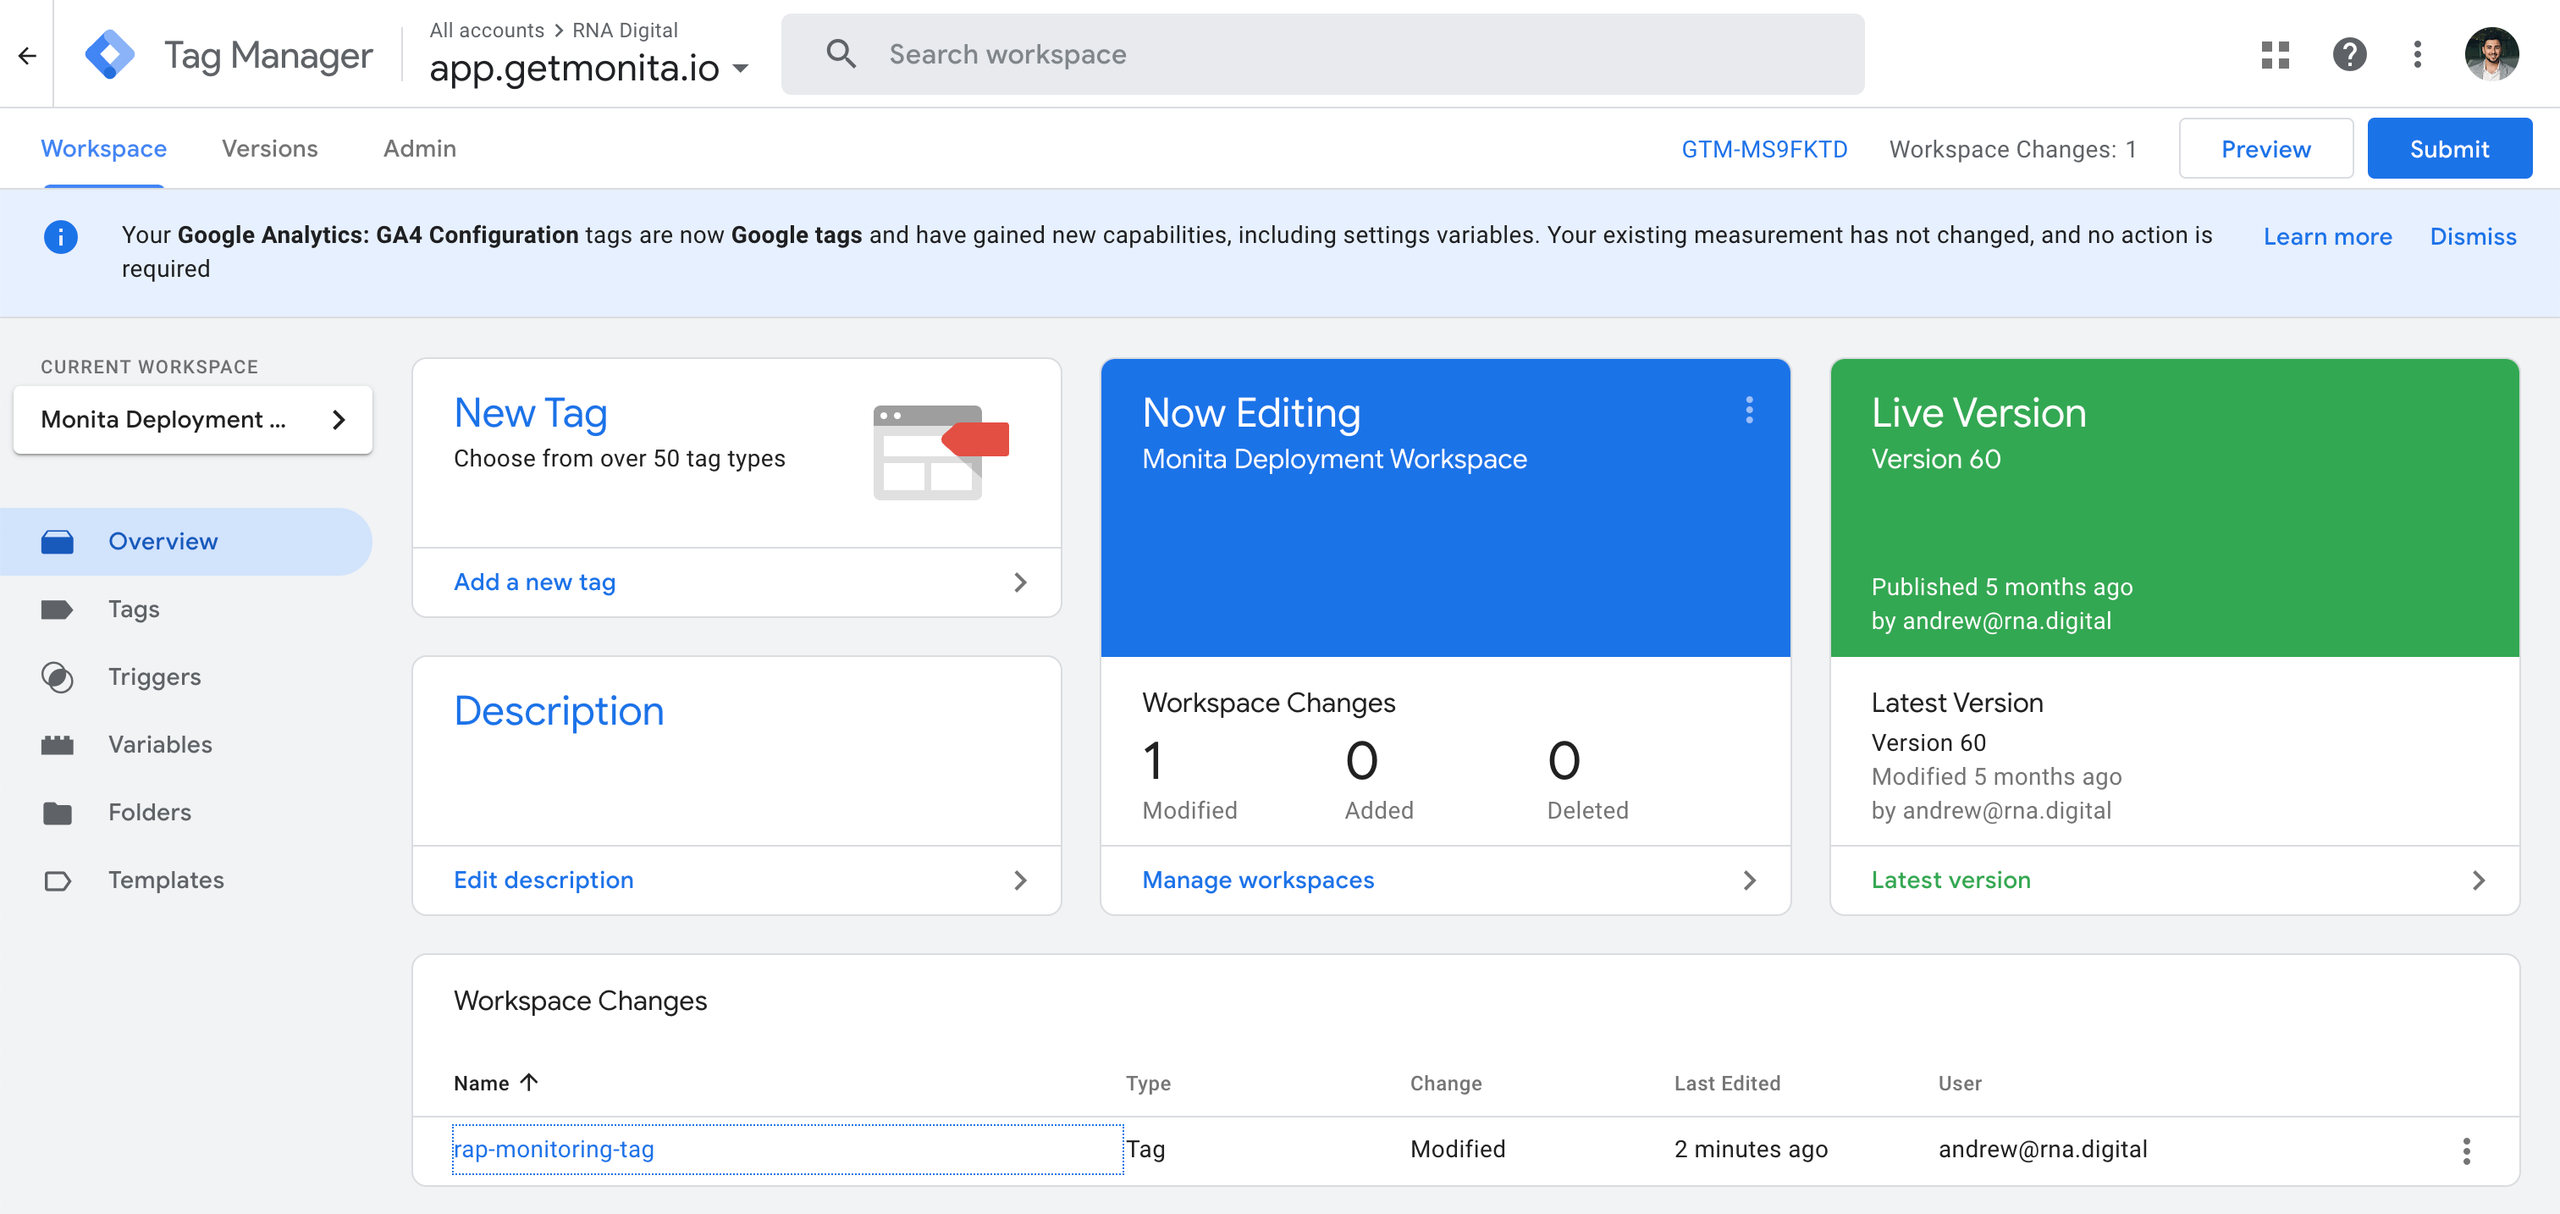 Tag Manager
All accounts > RNA Digital
app.getmonita.io
Search workspace
Workspace
Versions
Admin
GTM-MS9FKTD
Workspace Changes: 1
Preview
Submit
Your Google Analytics: GA4 Configuration tags are now Google tags and have gained new capabilities, including settings variables. Your existing measurement has not changed, and no action is
required
Learn more
Dismiss
CURRENT WORKSPACE
Monita Deployment ...
Overview
Tags
Triggers
Variables
Folders
Templates
New Tag
Choose from over 50 tag types
Add a new tag
Description
Edit description
Now Editing
Monita Deployment Workspace
Workspace Changes
1 0 0
Modified Added Deleted
Manage workspaces
Live Version
Version 60
Published 5 months ago
by andrew@rna.digital
Latest Version
Version 60
Modified 5 months ago
by andrew@rna.digital
Latest version
Workspace Changes
Name Type Change Last Edited User
rap-monitoring-tag Tag Modified 2 minutes ago andrew@rna.digital